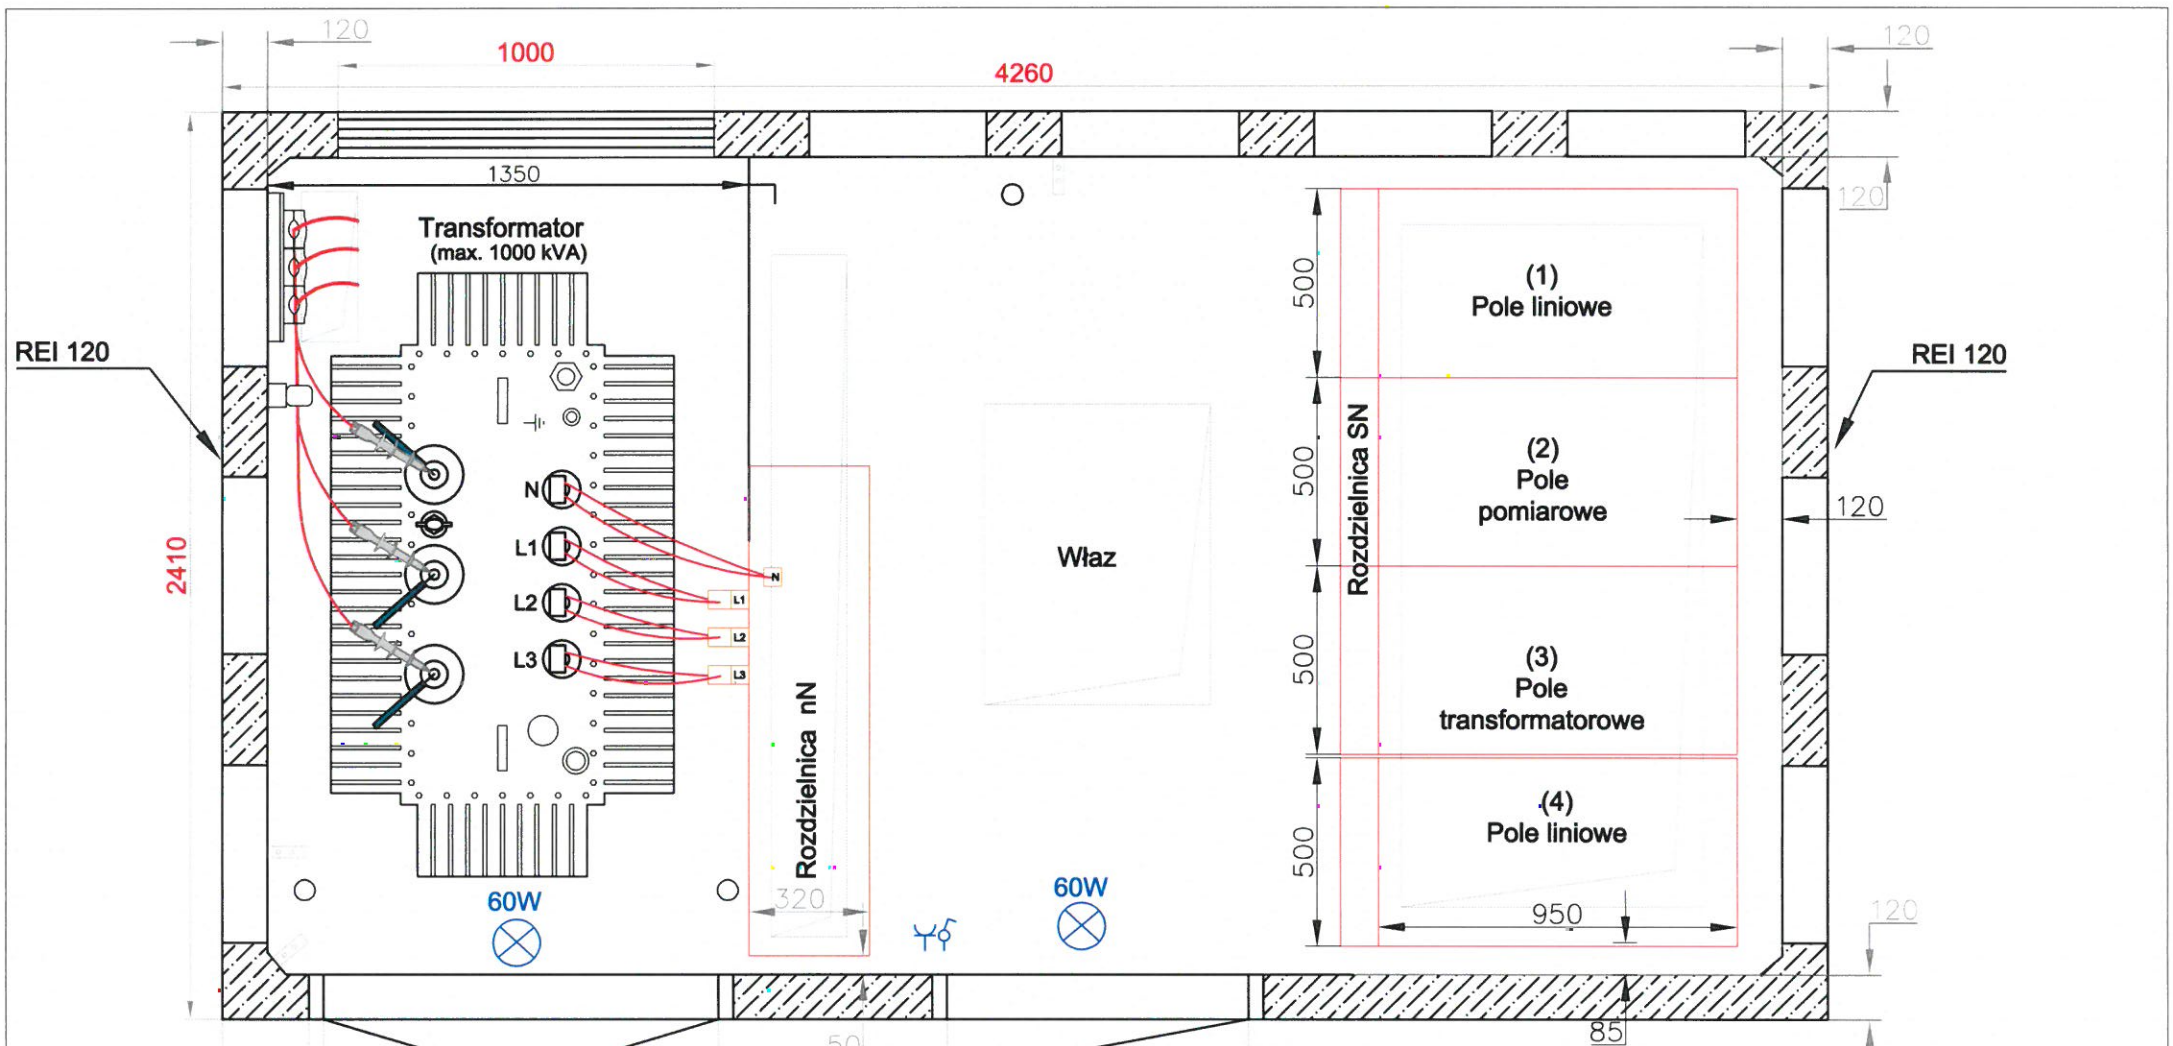 120
1000
4260
120
1350
120
Transformator
(max. 1000 kVA)
500
(1)
Pole liniowe
REI 120
REI 120
500
Rozdzielnica SN
(2)
Pole
pomiarowe
120
N
L1
L2
L3
N
L1
L2
L3
2410
Właz
500
(3)
Pole
transformatorowe
Rozdzielnica nN
500
(4)
Pole liniowe
60W
60W
320
950
120
50
85